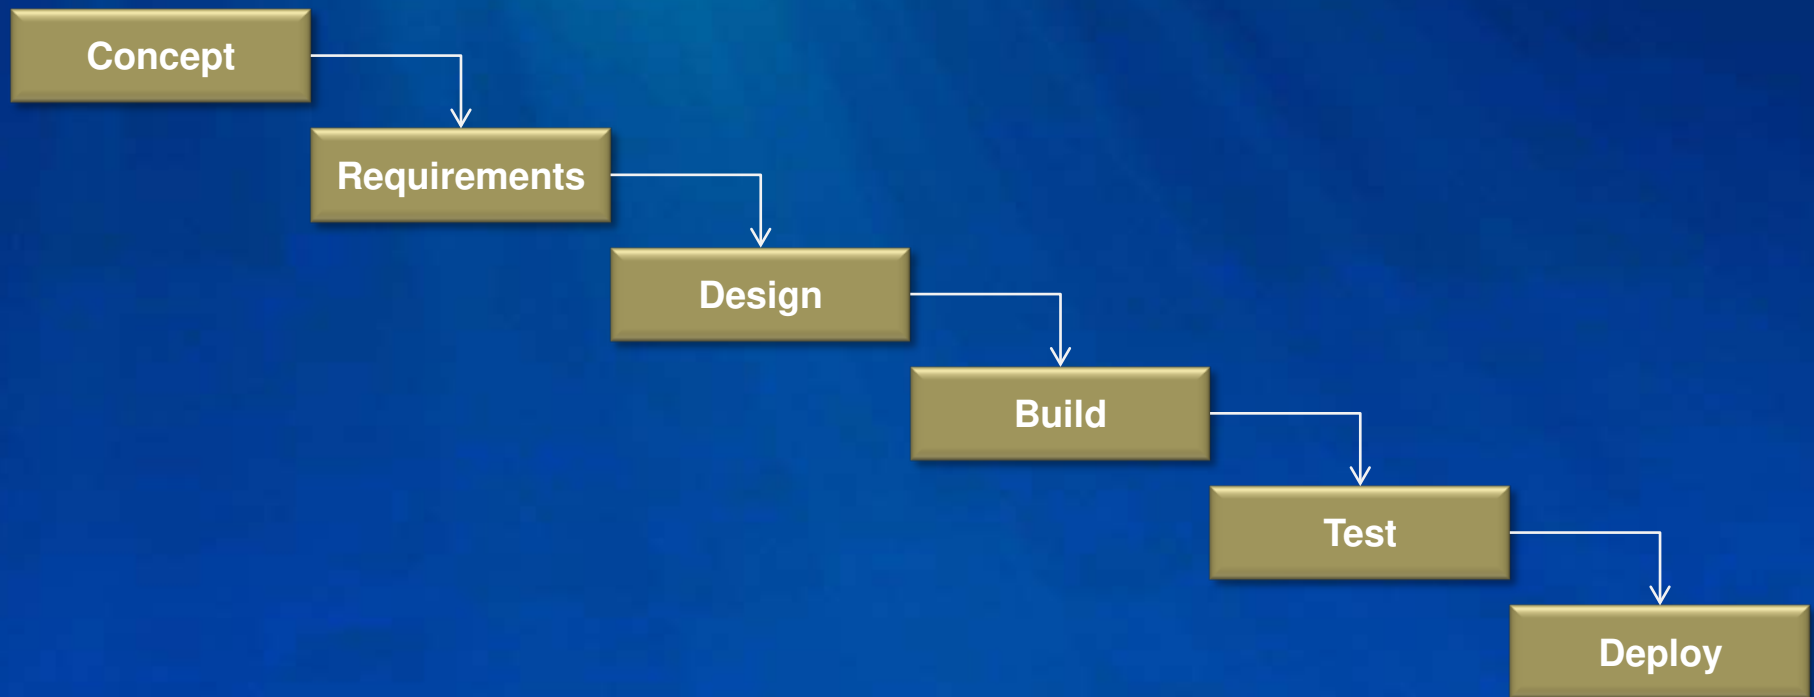 Concept
Requirements
Design
Build
Test
Deploy